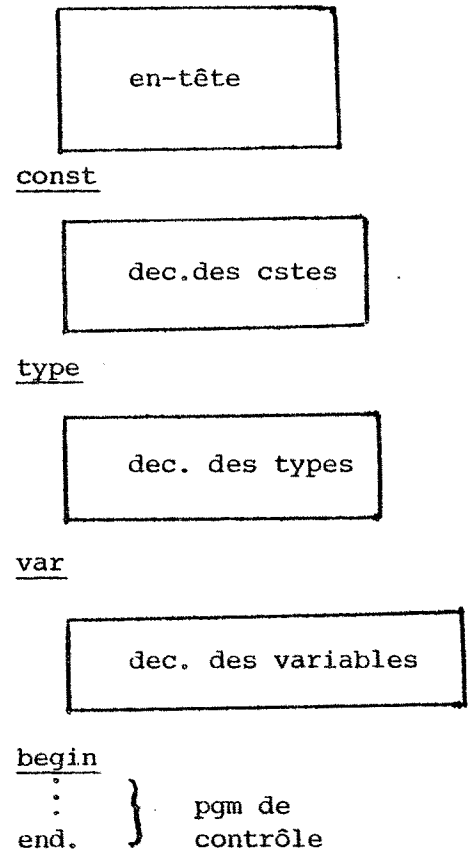 en-tête
const
dec.des cstes
type
dec. des types
var
dec. des variables
begin
⋮ } pgm de
end. contrôle